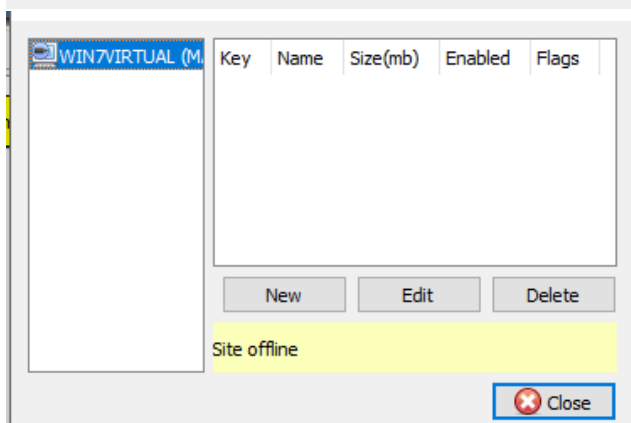 WIN7VIRTUAL (M.
Key Name Size(mb) Enabled Flags
New Edit Delete
Site offline
Close